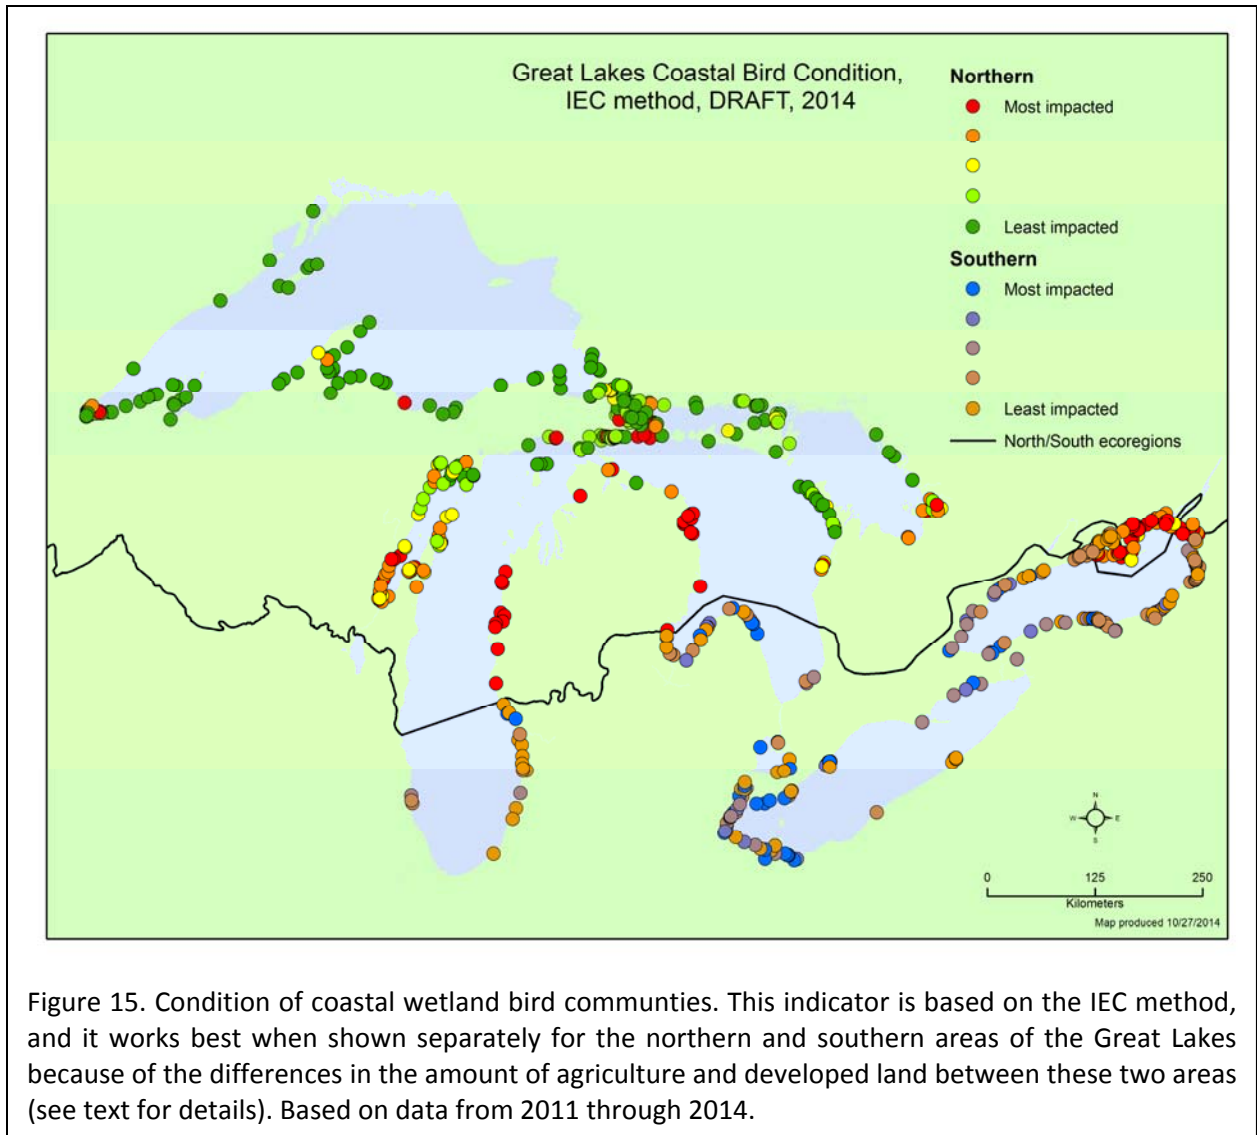 Great Lakes Coastal Bird Condition,
IEC method, DRAFT, 2014
Northern
Most impacted
Least impacted
Southern
Most impacted
Least impacted
North/South ecoregions
N
W E
S
0 125 250
Kilometers
Map produced 10/27/2014
Figure 15. Condition of coastal wetland bird communties. This indicator is based on the IEC method,
and it works best when shown separately for the northern and southern areas of the Great Lakes
because of the differences in the amount of agriculture and developed land between these two areas
(see text for details). Based on data from 2011 through 2014.